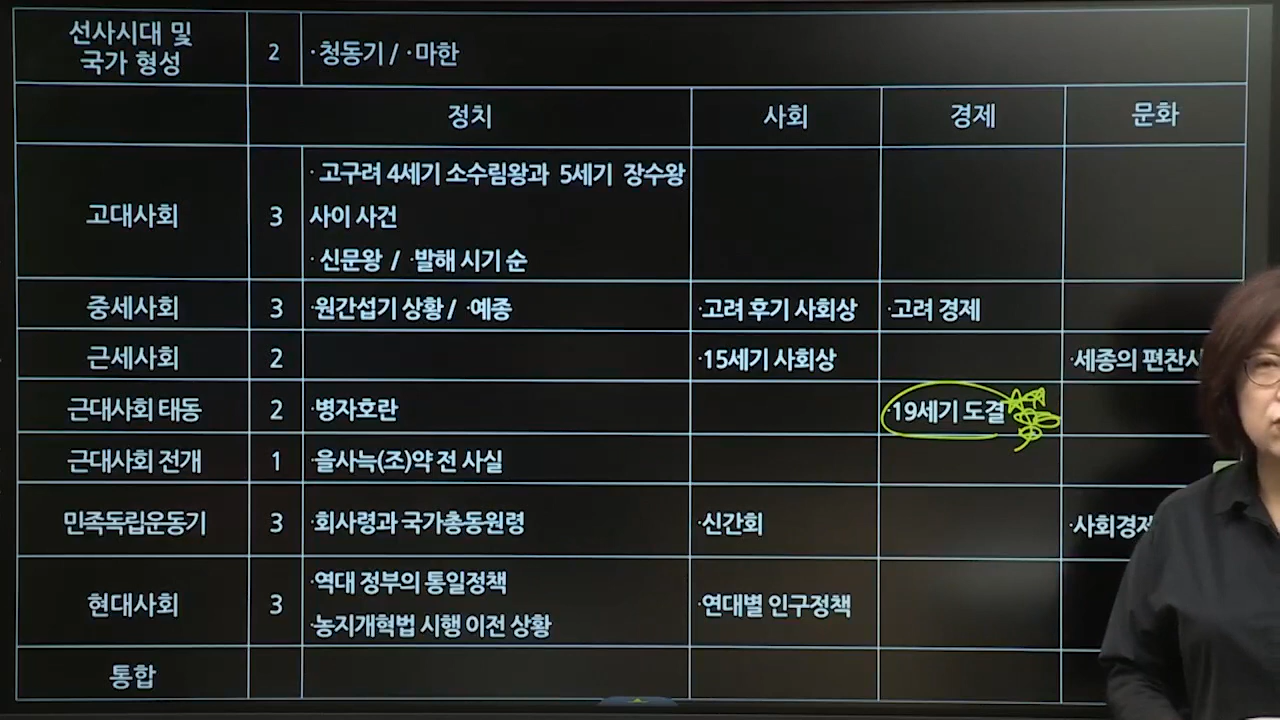 선사시대 및
국가 형성
2
·청동기 / ·마한
정치
사회
경제
문화
고대사회
3
· 고구려 4세기 소수림왕과 5세기 장수왕
사이 사건
· 신문왕 / ·발해 시기 순
중세사회
3
·원간섭기 상황 / ·예종
·고려 후기 사회상
·고려 경제
근세사회
2
·15세기 사회상
·세종의 편찬사
근대사회 태동
2
·병자호란
·19세기 도결
근대사회 전개
1
·을사늑(조)약 전 사실
민족독립운동기
3
·회사령과 국가총동원령
·신간회
·사회경제
현대사회
3
·역대 정부의 통일정책
·농지개혁법 시행 이전 상황
·연대별 인구정책
통합